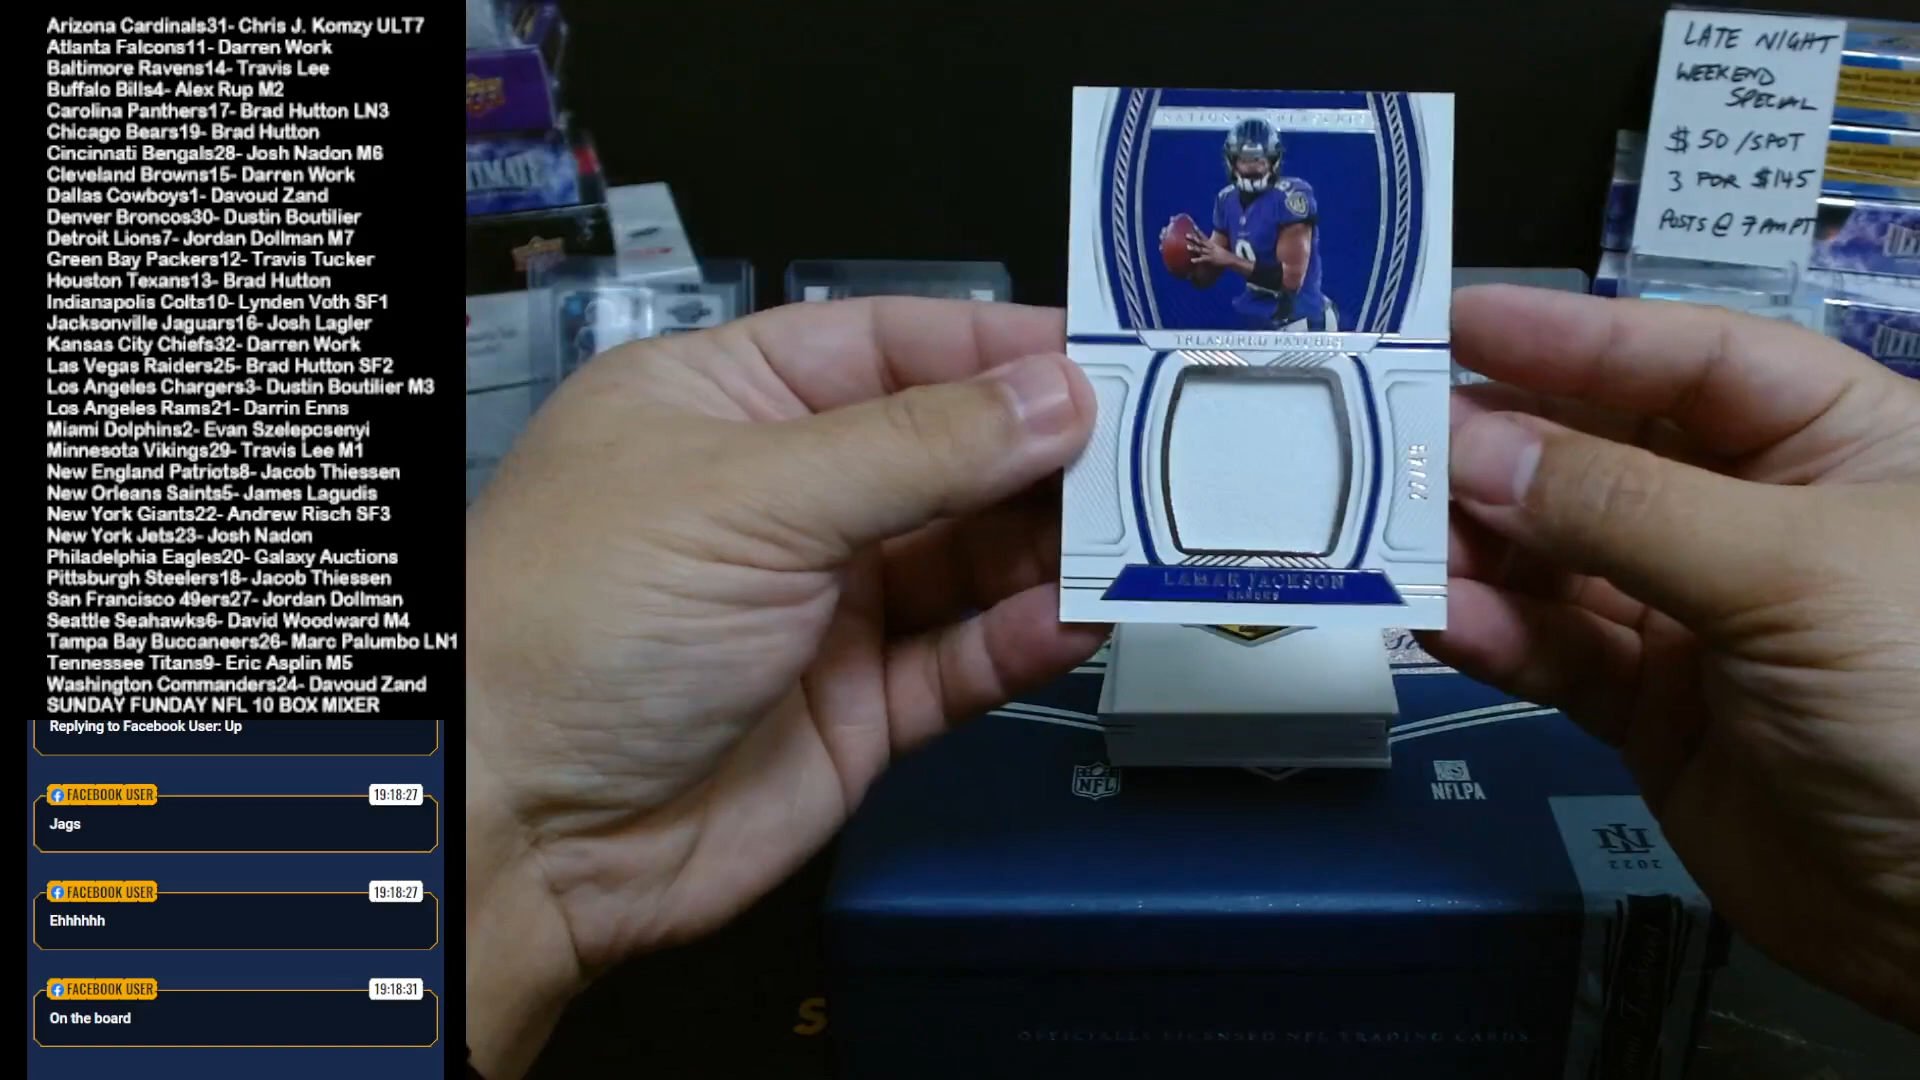 Arizona Cardinals31- Chris J. Komzy ULT7
Atlanta Falcons11- Darren Work
Baltimore Ravens14- Travis Lee
Buffalo Bills4- Alex Rup M2
Carolina Panthers17- Brad Hutton LN3
Chicago Bears19- Brad Hutton
Cincinnati Bengals28- Josh Nadon M6
Cleveland Browns15- Darren Work
Dallas Cowboys1- Davoud Zand
Denver Broncos30- Dustin Boutilier
Detroit Lions7- Jordan Dollman M7
Green Bay Packers12- Travis Tucker
Houston Texans13- Brad Hutton
Indianapolis Colts10- Lynden Voth SF1
Jacksonville Jaguars16- Josh Lagler
Kansas City Chiefs32- Darren Work
Las Vegas Raiders25- Brad Hutton SF2
Los Angeles Chargers3- Dustin Boutilier M3
Los Angeles Rams21- Darrin Enns
Miami Dolphins2- Evan Szelepcsenyi
Minnesota Vikings29- Travis Lee M1
New England Patriots8- Jacob Thiessen
New Orleans Saints5- James Lagudis
New York Giants22- Andrew Risch SF3
New York Jets23- Josh Nadon
Philadelphia Eagles20- Galaxy Auctions
Pittsburgh Steelers18- Jacob Thiessen
San Francisco 49ers27- Jordan Dollman
Seattle Seahawks6- David Woodward M4
Tampa Bay Buccaneers26- Marc Palumbo LN1
Tennessee Titans9- Eric Asplin M5
Washington Commanders24- Davoud Zand
SUNDAY FUNDAY NFL 10 BOX MIXER
Replying to Facebook User: Up
FACEBOOK USER 19:18:27
Jags
FACEBOOK USER 19:18:27
Ehhhhhh
FACEBOOK USER 19:18:31
On the board
LATE NIGHT
WEEKEND
SPECIAL
$50/SPOT
3 FOR $145
POSTS @ 7AM PT
NATIONAL TREASURES
TREASURED PATCHES
LAMAR JACKSON
RAVENS
NFL
NFLPA
2022
OFFICIALLY LICENSED NFL TRADING CARDS